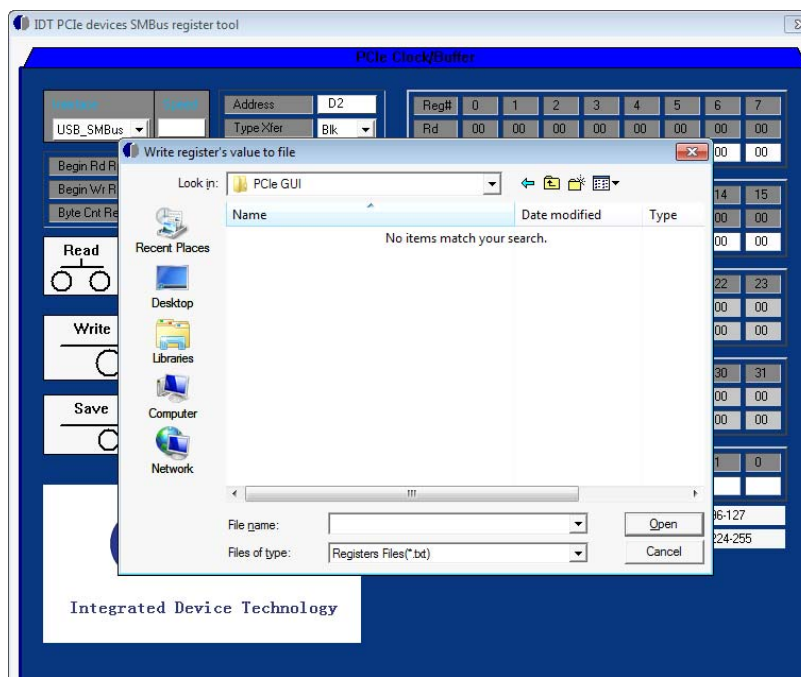 IDT PCIe devices SMBus register tool
PCIe Clock/Buffer
Interface
Address D2
Reg# 0 1 2 3 4 5 6 7
USB_SMBus
Type Xfer Blk
Rd 00 00 00 00 00 00 00 00
Write register's value to file
00 00
Begin Rd R
Look in: PCIe GUI
Begin Wr R
14 15
Byte Cnt Re
00 00
00 00
Name Date modified Type
No items match your search.
Recent Places
Read
Desktop
22 23
00 00
00 00
Write
Libraries
Computer
30 31
00 00
00 00
Save
Network
1 0
File name: Open
96-127
Files of type: Registers Files(*.txt) Cancel
224-255
Integrated Device Technology